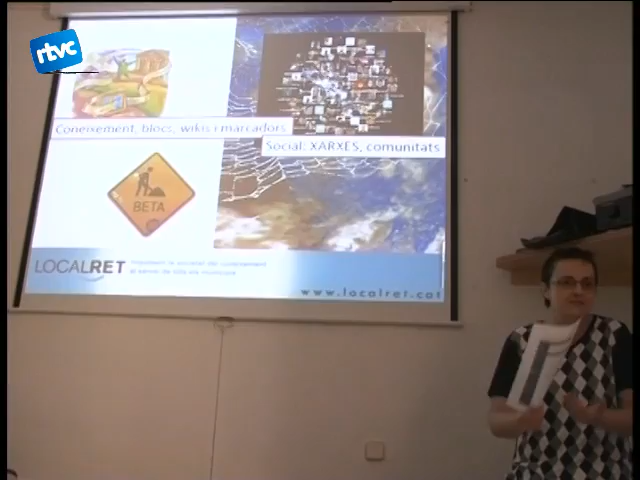 rtvc
Coneixement, blocs, wikis i marcadors
Social: XARXES, comunitats
BETA
LOCALRET
www.localret.cat